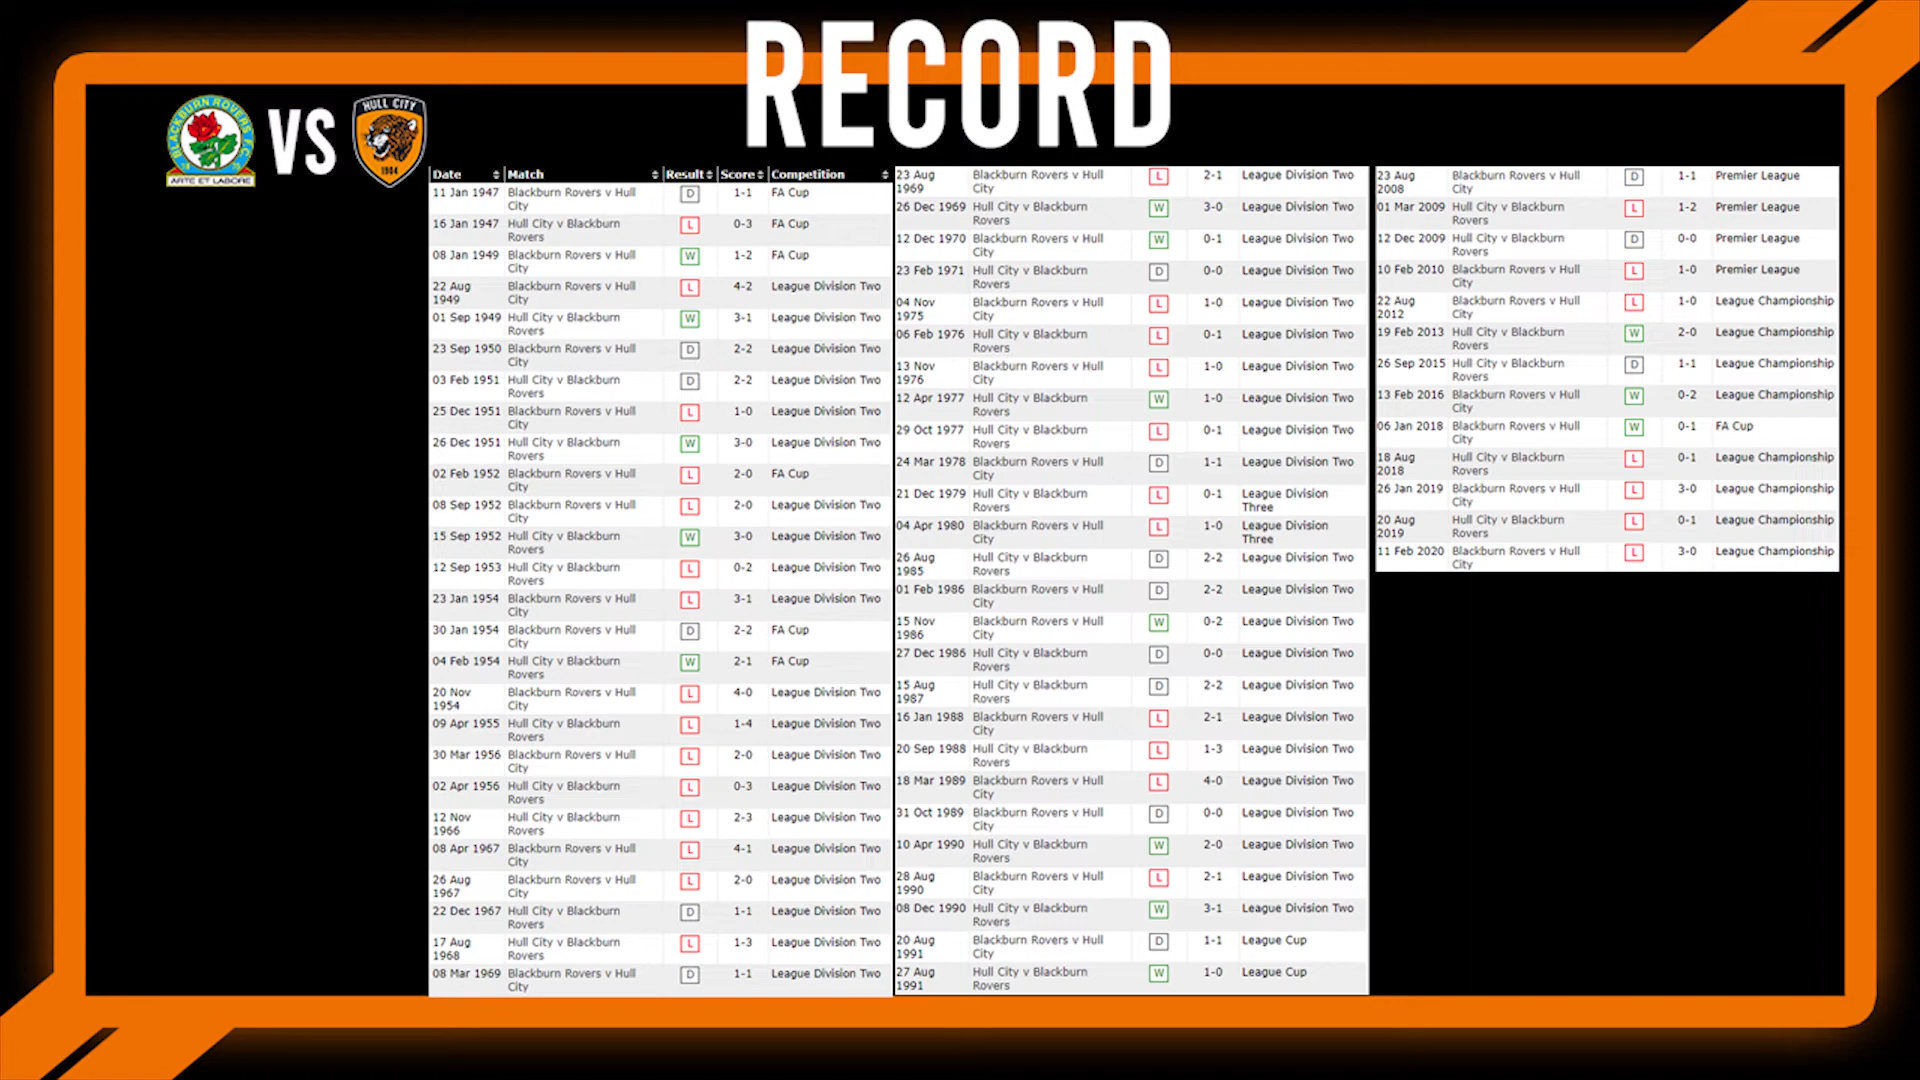 RECORD
BLACKBURN ROVERS F.C.
ARTE ET LABORE
VS
HULL CITY
1904
Date Match Result Score Competition
11 Jan 1947 Blackburn Rovers v Hull City D 1-1 FA Cup
16 Jan 1947 Hull City v Blackburn Rovers L 0-3 FA Cup
08 Jan 1949 Blackburn Rovers v Hull City W 1-2 FA Cup
22 Aug 1949 Blackburn Rovers v Hull City L 4-2 League Division Two
01 Sep 1949 Hull City v Blackburn Rovers W 3-1 League Division Two
23 Sep 1950 Blackburn Rovers v Hull City D 2-2 League Division Two
03 Feb 1951 Hull City v Blackburn Rovers D 2-2 League Division Two
25 Dec 1951 Blackburn Rovers v Hull City L 1-0 League Division Two
26 Dec 1951 Hull City v Blackburn Rovers W 3-0 League Division Two
02 Feb 1952 Blackburn Rovers v Hull City L 2-0 FA Cup
08 Sep 1952 Blackburn Rovers v Hull City L 2-0 League Division Two
15 Sep 1952 Hull City v Blackburn Rovers W 3-0 League Division Two
12 Sep 1953 Hull City v Blackburn Rovers L 0-2 League Division Two
23 Jan 1954 Blackburn Rovers v Hull City L 3-1 League Division Two
30 Jan 1954 Blackburn Rovers v Hull City D 2-2 FA Cup
04 Feb 1954 Hull City v Blackburn Rovers W 2-1 FA Cup
20 Nov 1954 Blackburn Rovers v Hull City L 4-0 League Division Two
09 Apr 1955 Hull City v Blackburn Rovers L 1-4 League Division Two
30 Mar 1956 Blackburn Rovers v Hull City L 2-0 League Division Two
02 Apr 1956 Hull City v Blackburn Rovers L 0-3 League Division Two
12 Nov 1966 Hull City v Blackburn Rovers L 2-3 League Division Two
08 Apr 1967 Blackburn Rovers v Hull City L 4-1 League Division Two
26 Aug 1967 Blackburn Rovers v Hull City L 2-0 League Division Two
22 Dec 1967 Hull City v Blackburn Rovers D 1-1 League Division Two
17 Aug 1968 Hull City v Blackburn Rovers L 1-3 League Division Two
08 Mar 1969 Blackburn Rovers v Hull City D 1-1 League Division Two
23 Aug 1969 Blackburn Rovers v Hull City L 2-1 League Division Two
26 Dec 1969 Hull City v Blackburn Rovers W 3-0 League Division Two
12 Dec 1970 Blackburn Rovers v Hull City W 0-1 League Division Two
23 Feb 1971 Hull City v Blackburn Rovers D 0-0 League Division Two
04 Nov 1975 Blackburn Rovers v Hull City L 1-0 League Division Two
06 Feb 1976 Hull City v Blackburn Rovers L 0-1 League Division Two
13 Nov 1976 Blackburn Rovers v Hull City L 1-0 League Division Two
12 Apr 1977 Hull City v Blackburn Rovers W 1-0 League Division Two
29 Oct 1977 Hull City v Blackburn Rovers L 0-1 League Division Two
24 Mar 1978 Blackburn Rovers v Hull City D 1-1 League Division Two
21 Dec 1979 Hull City v Blackburn Rovers L 0-1 League Division Three
04 Apr 1980 Blackburn Rovers v Hull City L 1-0 League Division Three
26 Aug 1985 Hull City v Blackburn Rovers D 2-2 League Division Two
01 Feb 1986 Blackburn Rovers v Hull City D 2-2 League Division Two
15 Nov 1986 Blackburn Rovers v Hull City W 0-2 League Division Two
27 Dec 1986 Hull City v Blackburn Rovers D 0-0 League Division Two
15 Aug 1987 Hull City v Blackburn Rovers D 2-2 League Division Two
16 Jan 1988 Blackburn Rovers v Hull City L 2-1 League Division Two
20 Sep 1988 Hull City v Blackburn Rovers L 1-3 League Division Two
18 Mar 1989 Blackburn Rovers v Hull City L 4-0 League Division Two
31 Oct 1989 Blackburn Rovers v Hull City D 0-0 League Division Two
10 Apr 1990 Hull City v Blackburn Rovers W 2-0 League Division Two
28 Aug 1990 Blackburn Rovers v Hull City L 2-1 League Division Two
08 Dec 1990 Hull City v Blackburn Rovers W 3-1 League Division Two
20 Aug 1991 Blackburn Rovers v Hull City D 1-1 League Cup
27 Aug 1991 Hull City v Blackburn Rovers W 1-0 League Cup
23 Aug 2008 Blackburn Rovers v Hull City D 1-1 Premier League
01 Mar 2009 Hull City v Blackburn Rovers L 1-2 Premier League
12 Dec 2009 Hull City v Blackburn Rovers D 0-0 Premier League
10 Feb 2010 Blackburn Rovers v Hull City L 1-0 Premier League
22 Aug 2012 Blackburn Rovers v Hull City L 1-0 League Championship
19 Feb 2013 Hull City v Blackburn Rovers W 2-0 League Championship
26 Sep 2015 Hull City v Blackburn Rovers D 1-1 League Championship
13 Feb 2016 Blackburn Rovers v Hull City W 0-2 League Championship
06 Jan 2018 Blackburn Rovers v Hull City W 0-1 FA Cup
18 Aug 2018 Hull City v Blackburn Rovers L 0-1 League Championship
26 Jan 2019 Blackburn Rovers v Hull City L 3-0 League Championship
20 Aug 2019 Hull City v Blackburn Rovers L 0-1 League Championship
11 Feb 2020 Blackburn Rovers v Hull City L 3-0 League Championship